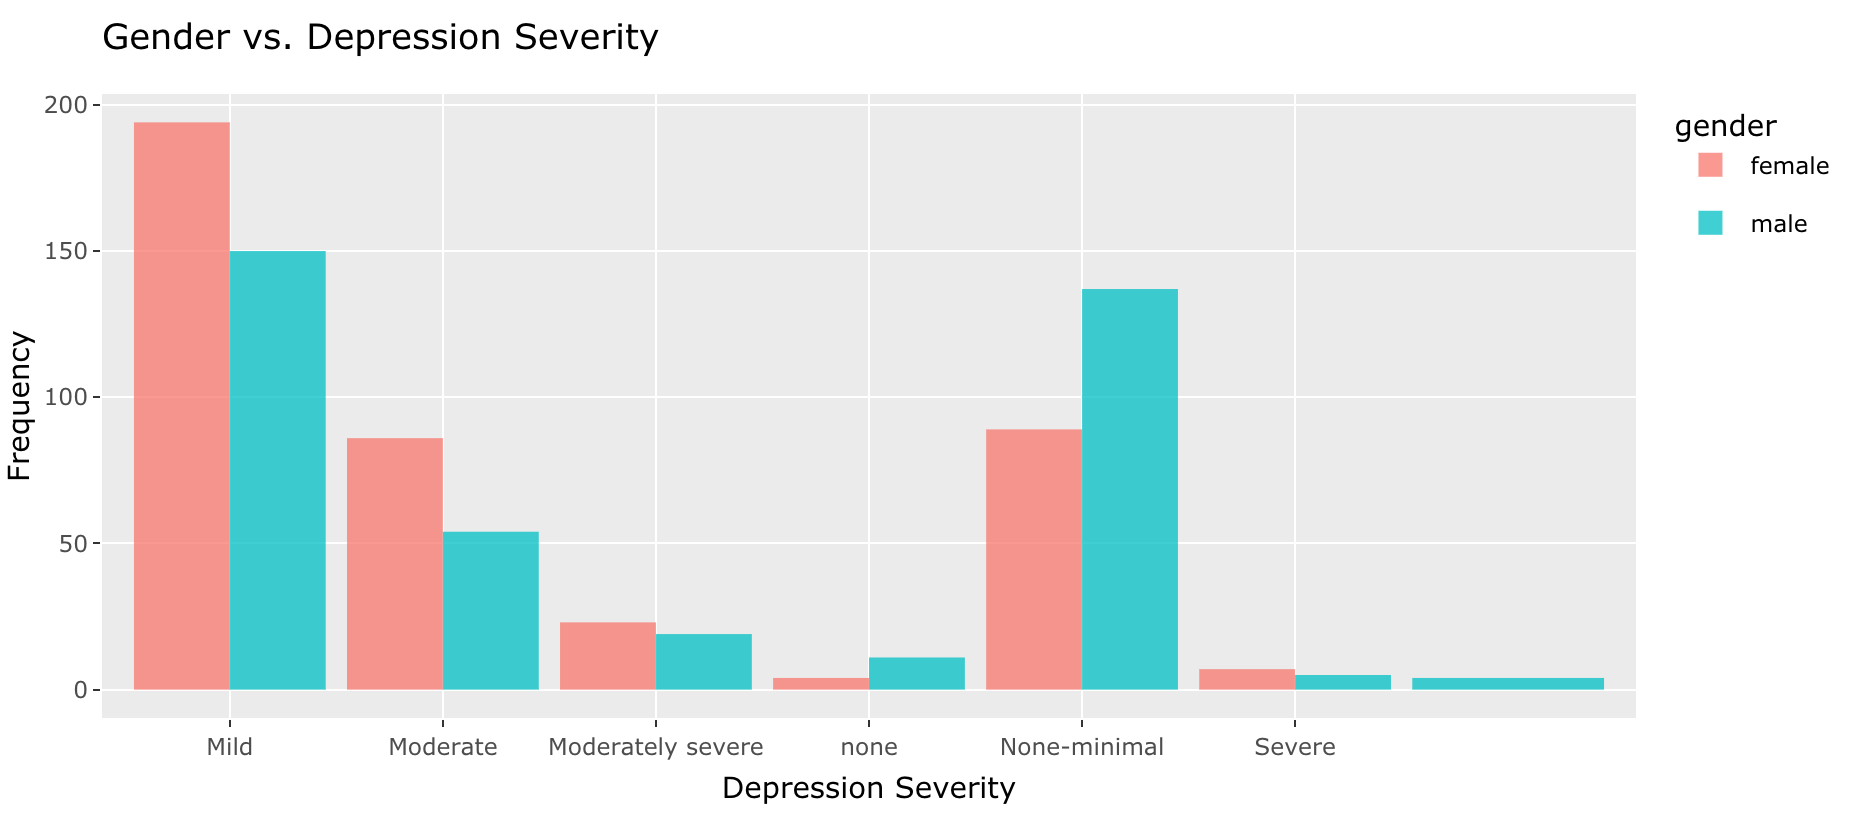 Gender vs. Depression Severity
200
150
100
50
0
Frequency
Mild Moderate Moderately severe none None-minimal Severe
Depression Severity
gender
female
male